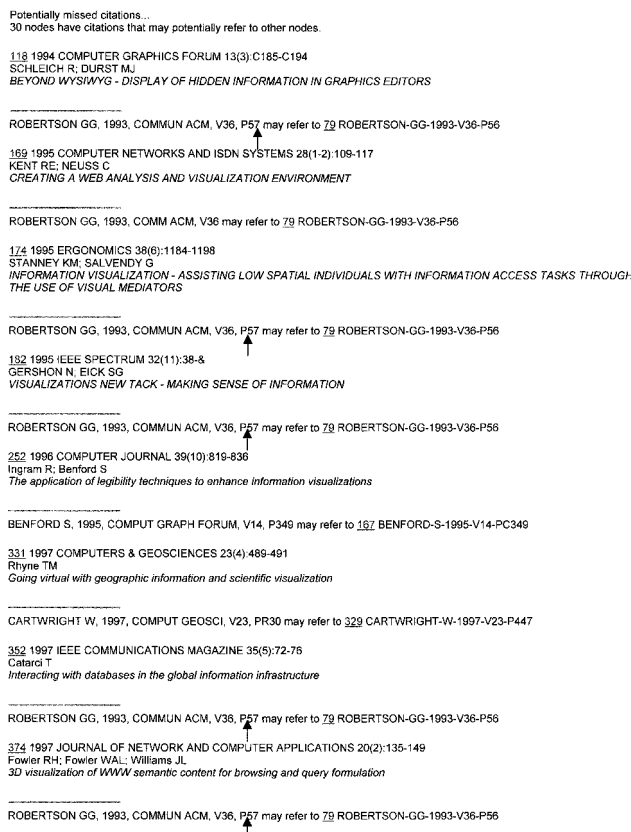 Potentially missed citations...
30 nodes have citations that may potentially refer to other nodes.
118 1994 COMPUTER GRAPHICS FORUM 13(3):C185-C194
SCHLEICH R; DURST MJ
BEYOND WYSIWYG - DISPLAY OF HIDDEN INFORMATION IN GRAPHICS EDITORS
ROBERTSON GG, 1993, COMMUN ACM, V36, P57 may refer to 79 ROBERTSON-GG-1993-V36-P56
169 1995 COMPUTER NETWORKS AND ISDN SYSTEMS 28(1-2):109-117
KENT RE; NEUSS C
CREATING A WEB ANALYSIS AND VISUALIZATION ENVIRONMENT
ROBERTSON GG, 1993, COMM ACM, V36 may refer to 79 ROBERTSON-GG-1993-V36-P56
174 1995 ERGONOMICS 38(6):1184-1198
STANNEY KM; SALVENDY G
INFORMATION VISUALIZATION - ASSISTING LOW SPATIAL INDIVIDUALS WITH INFORMATION ACCESS TASKS THROUGH
THE USE OF VISUAL MEDIATORS
ROBERTSON GG, 1993, COMMUN ACM, V36, P57 may refer to 79 ROBERTSON-GG-1993-V36-P56
182 1995 IEEE SPECTRUM 32(11):38-&
GERSHON N; EICK SG
VISUALIZATIONS NEW TACK - MAKING SENSE OF INFORMATION
ROBERTSON GG, 1993, COMMUN ACM, V36, P57 may refer to 79 ROBERTSON-GG-1993-V36-P56
252 1996 COMPUTER JOURNAL 39(10):819-836
Ingram R; Benford S
The application of legibility techniques to enhance information visualizations
BENFORD S, 1995, COMPUT GRAPH FORUM, V14, P349 may refer to 167 BENFORD-S-1995-V14-PC349
331 1997 COMPUTERS & GEOSCIENCES 23(4):489-491
Rhyne TM
Going virtual with geographic information and scientific visualization
CARTWRIGHT W, 1997, COMPUT GEOSCI, V23, PR30 may refer to 329 CARTWRIGHT-W-1997-V23-P447
352 1997 IEEE COMMUNICATIONS MAGAZINE 35(5):72-76
Catarci T
Interacting with databases in the global information infrastructure
ROBERTSON GG, 1993, COMMUN ACM, V36, P57 may refer to 79 ROBERTSON-GG-1993-V36-P56
374 1997 JOURNAL OF NETWORK AND COMPUTER APPLICATIONS 20(2):135-149
Fowler RH; Fowler WAL; Williams JL
3D visualization of WWW semantic content for browsing and query formulation
ROBERTSON GG, 1993, COMMUN ACM, V36, P57 may refer to 79 ROBERTSON-GG-1993-V36-P56